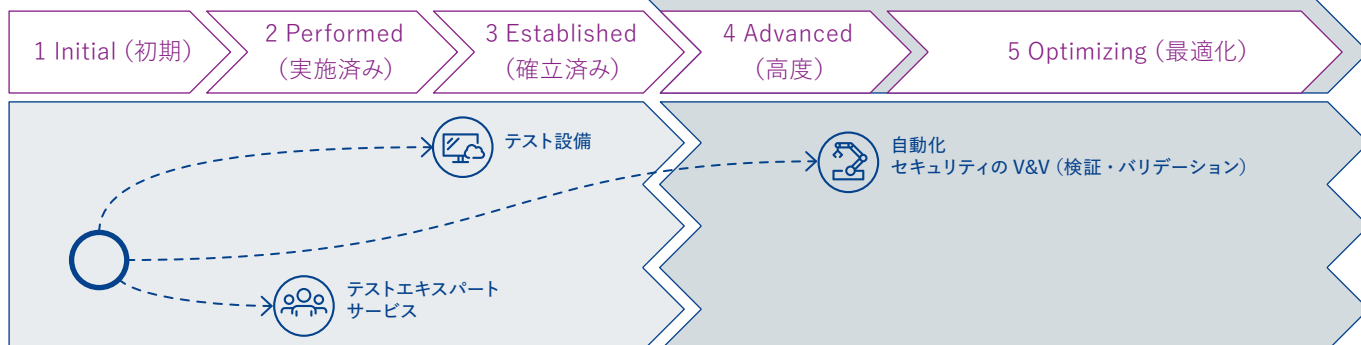 1 Initial（初期）
2 Performed
（実施済み）
3 Established
（確立済み）
4 Advanced
（高度）
5 Optimizing（最適化）
テスト設備
自動化
セキュリティの V&V（検証・バリデーション）
テストエキスパート
サービス